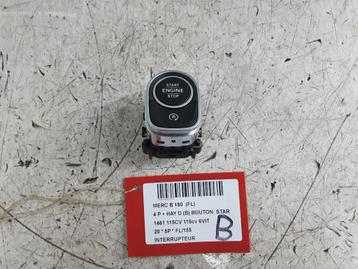 START
ENGINE
STOP
A
MERC B 180 (FL)
4 P + HAY D (B) BOUTON STAR
1461 115CV 115cv 6VIT
20 * 5P * FL/155
INTERRUPTEUR
B